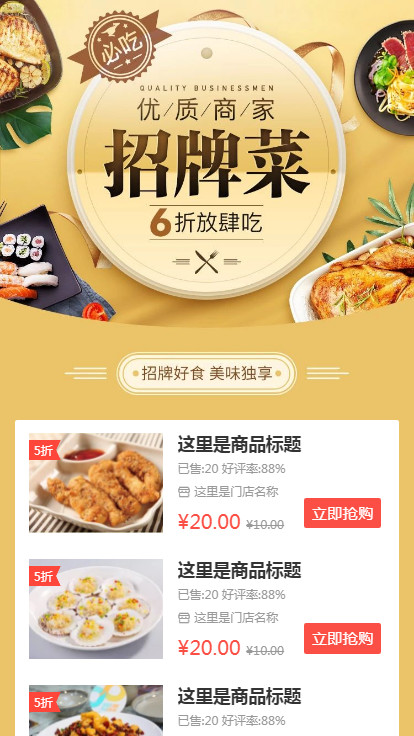 必吃
QUALITY BUSINESSMEN
优/质/商/家
招牌菜
6折放肆吃
招牌好食 美味独享
5折
这里是商品标题
已售:20 好评率:88%
这里是门店名称
¥20.00 ¥10.00
立即抢购
5折
这里是商品标题
已售:20 好评率:88%
这里是门店名称
¥20.00 ¥10.00
立即抢购
5折
这里是商品标题
已售:20 好评率:88%